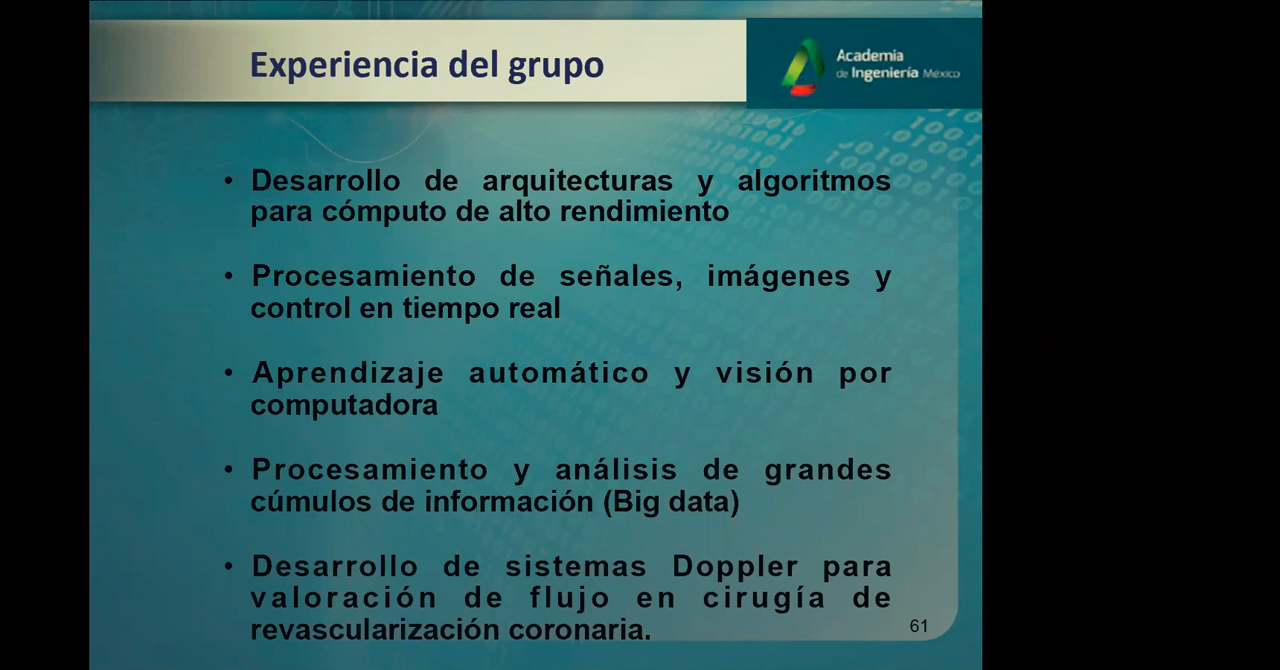 Experiencia del grupo
Academia
de Ingeniería México
• Desarrollo de arquitecturas y algoritmos
para cómputo de alto rendimiento
• Procesamiento de señales, imágenes y
control en tiempo real
• Aprendizaje automático y visión por
computadora
• Procesamiento y análisis de grandes
cúmulos de información (Big data)
• Desarrollo de sistemas Doppler para
valoración de flujo en cirugía de
revascularización coronaria.
61